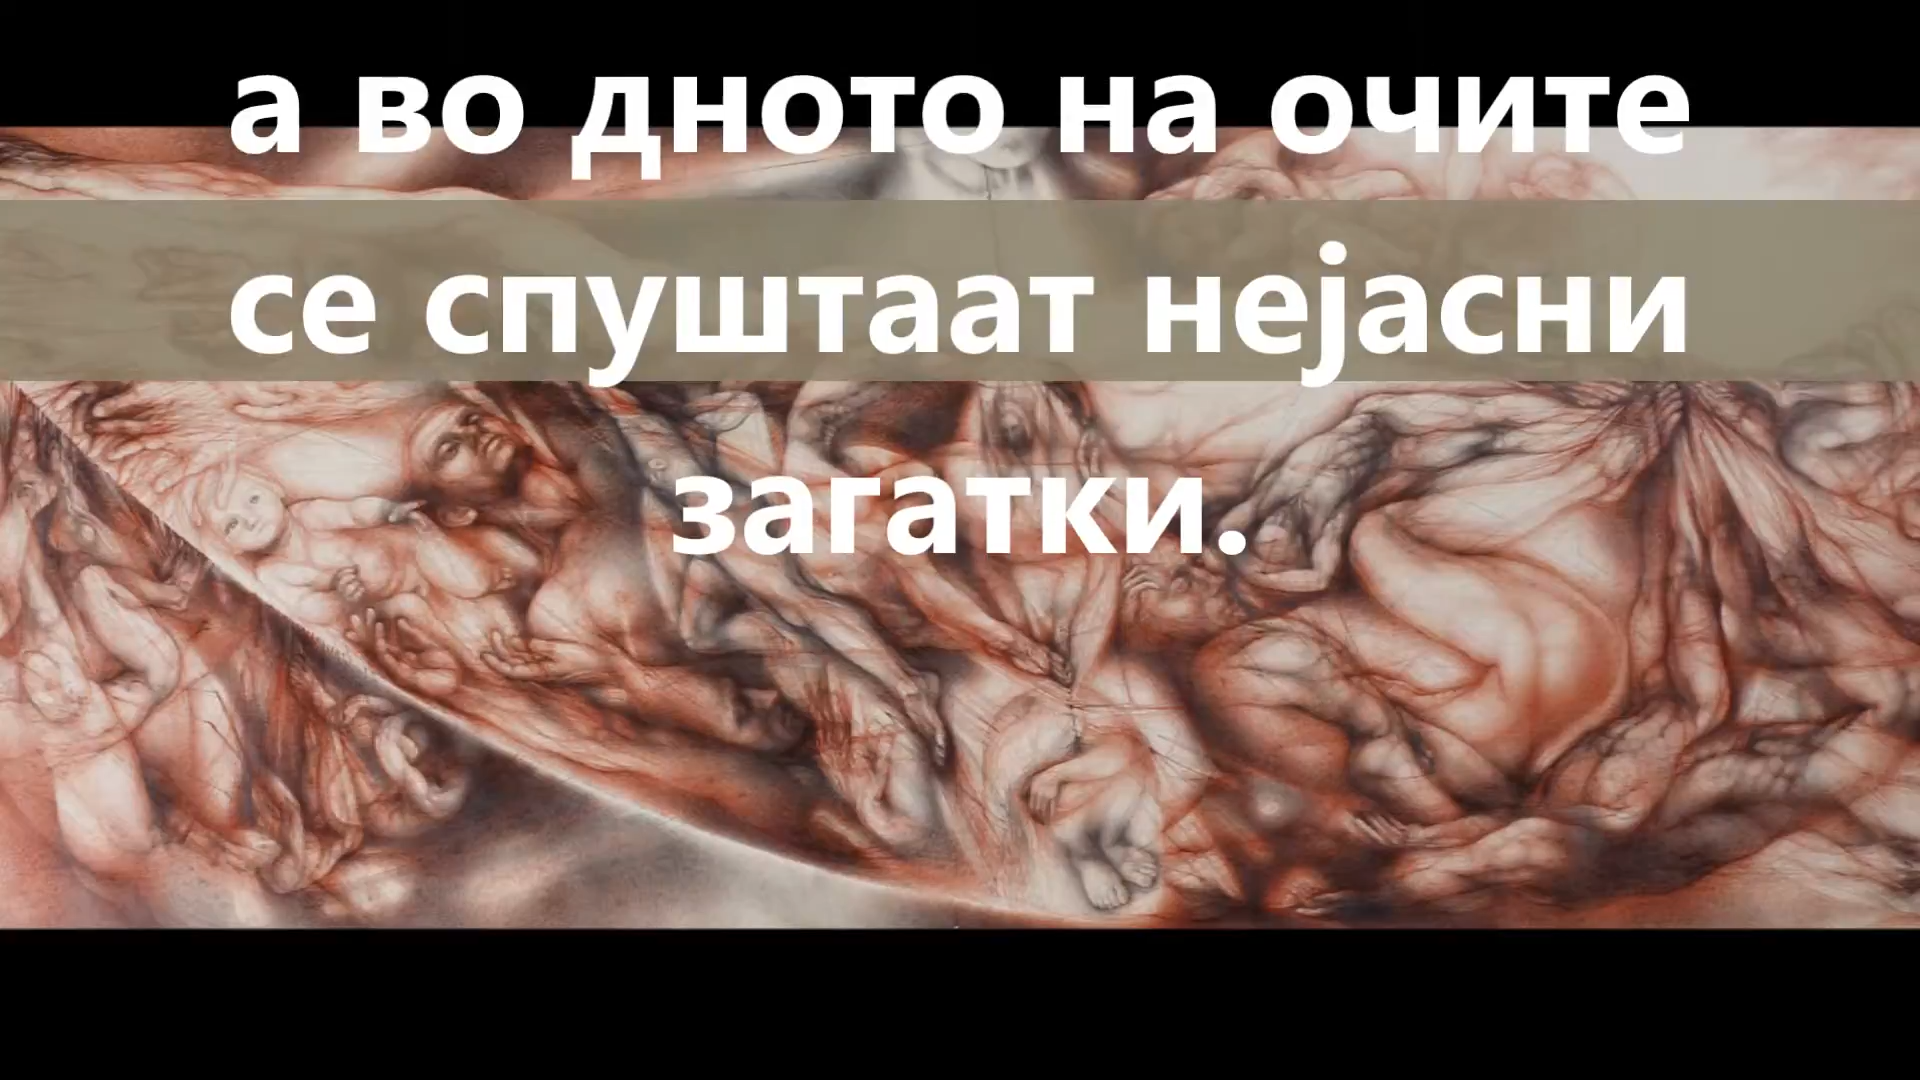 а во дното на очите
се спуштаат нејасни
загатки.